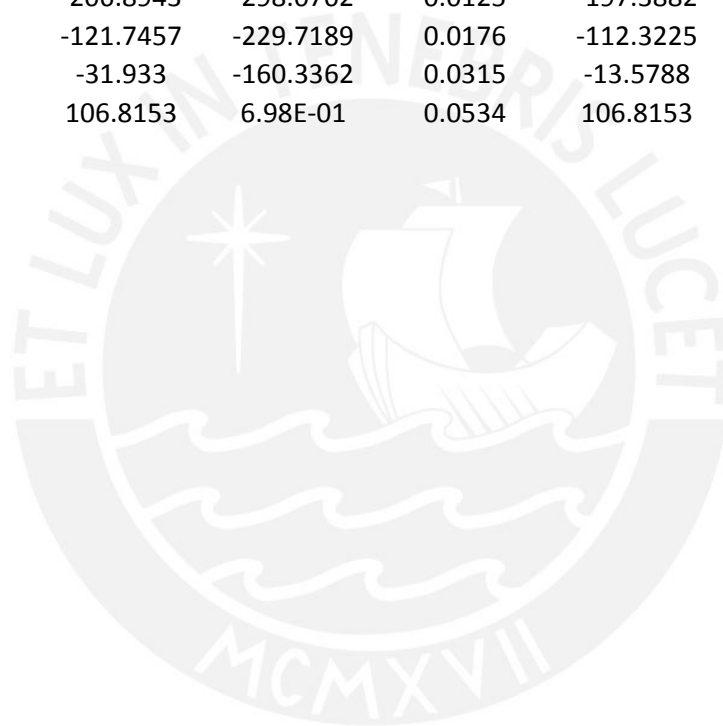 -121.7457 -229.7189 0.0176 -112.3225
-31.933 -160.3362 0.0315 -13.5788
106.8153 6.98E-01 0.0534 106.8153
ET LUX IN TENEBRIS LUCET
MCMXVII